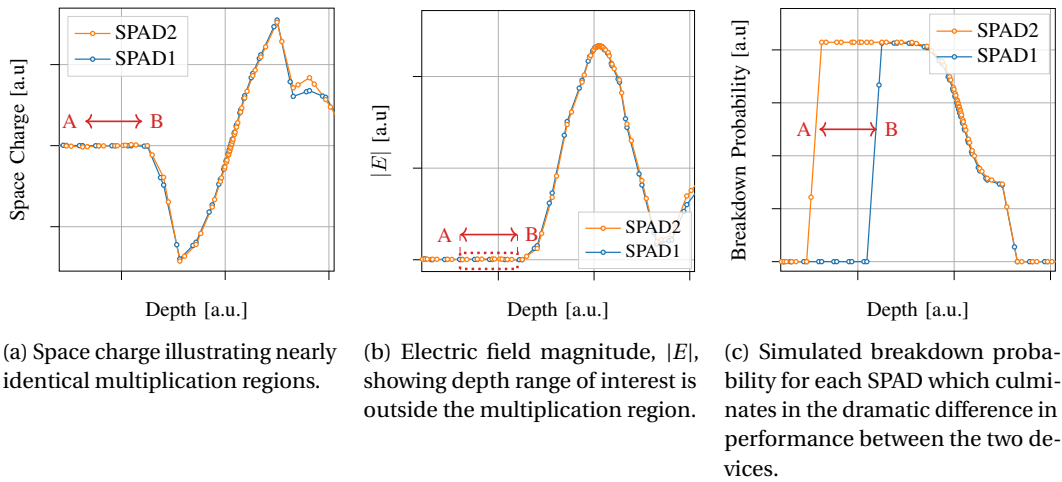 Space Charge [a.u]
SPAD2
SPAD1
A
B
Depth [a.u.]
(a) Space charge illustrating nearly
identical multiplication regions.
|E| [a.u]
A
B
SPAD2
SPAD1
Depth [a.u.]
(b) Electric field magnitude, |E|,
showing depth range of interest is
outside the multiplication region.
Breakdown Probability [a.u]
SPAD2
SPAD1
A
B
Depth [a.u.]
(c) Simulated breakdown proba-
bility for each SPAD which culmi-
nates in the dramatic difference in
performance between the two de-
vices.